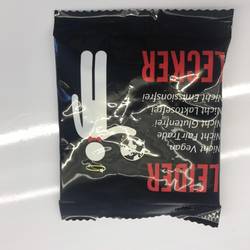 LEIDER
Nicht Vegan
Nicht Fair Trade
Nicht Glutenfrei
Nicht Laktosefrei
Nicht Emissionsfrei
LECKER